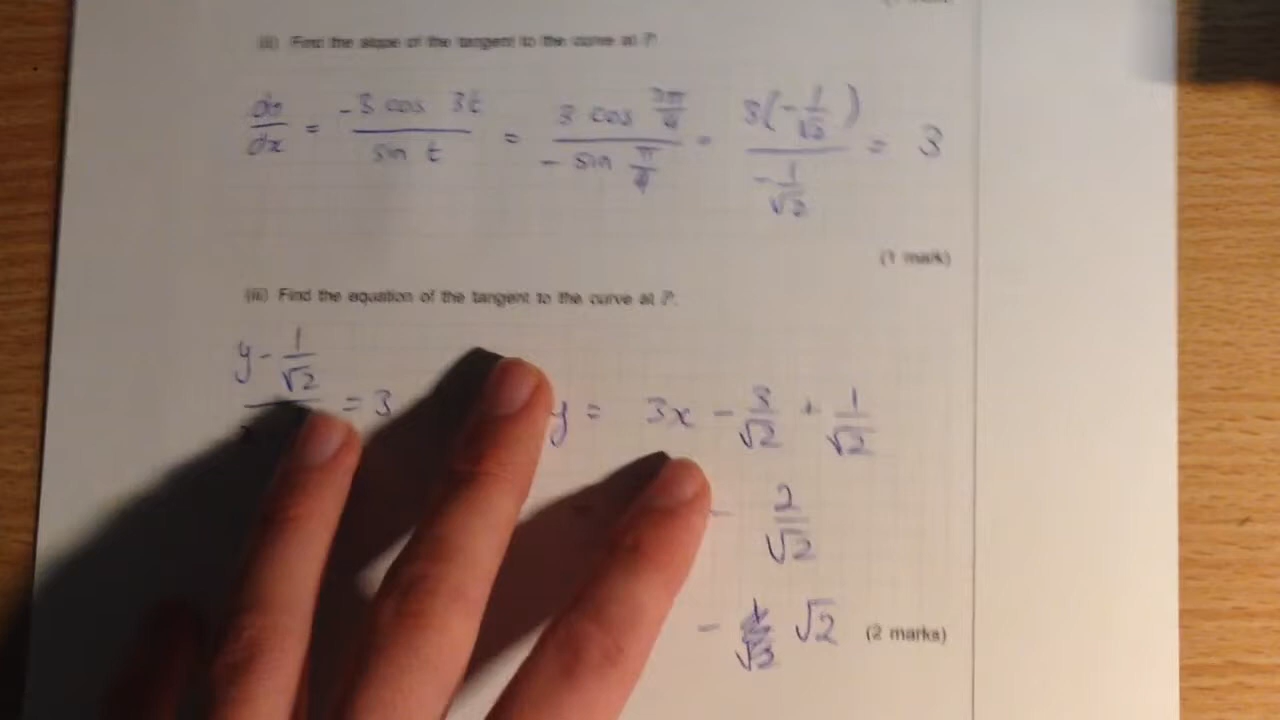 (ii) Find the slope of the tangent to the curve at P.
dy/dx = -3 cos 3t / sin t = 3 cos 3π/4 / - sin π/4 = 3(-1/√2) / -1/√2 = 3
(1 mark)
(iii) Find the equation of the tangent to the curve at P.
y - 1/√2 / = 3 y = 3x - 3/√2 + 1/√2
- 2/√2
- √2 (2 marks)